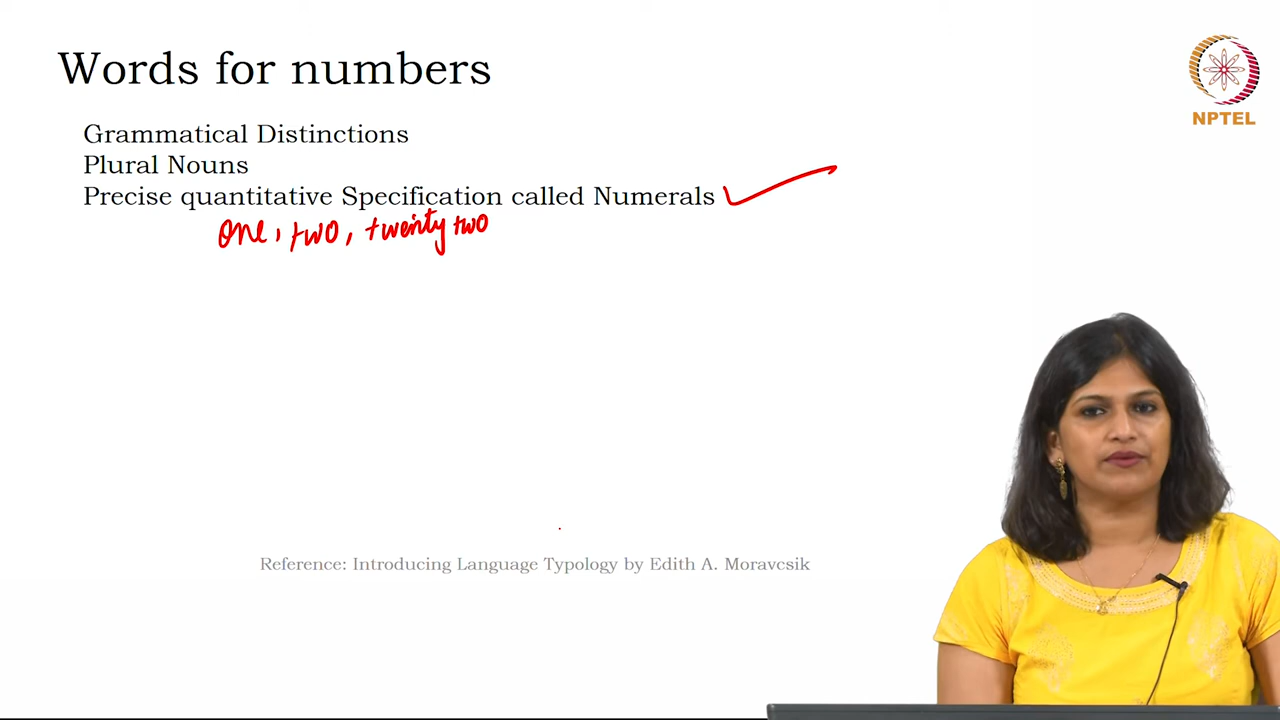 Words for numbers
NPTEL
Grammatical Distinctions
Plural Nouns
Precise quantitative Specification called Numerals
one, two, twenty two
Reference: Introducing Language Typology by Edith A. Moravcsik